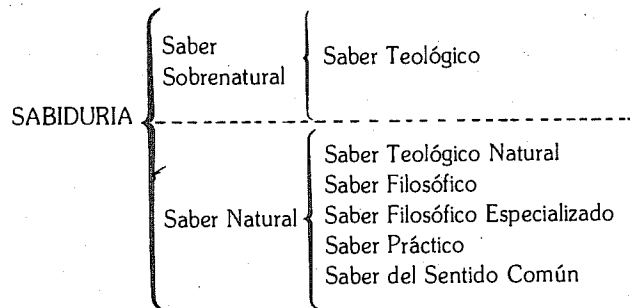 Saber
Sobrenatural
Saber Teológico
SABIDURIA
Saber Natural
Saber Teológico Natural
Saber Filosófico
Saber Filosófico Especializado
Saber Práctico
Saber del Sentido Común